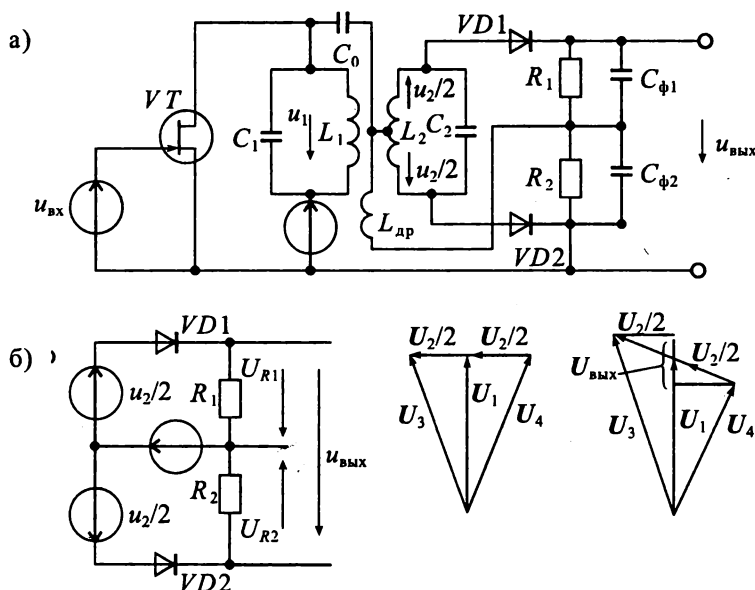 а)
VT
uвх
C₀
C₁
u₁
L₁
u₂/2
L₂
C₂
u₂/2
Lдр
VD1
R₁
Cф1
R₂
Cф2
VD2
uвых
б)
VD1
u₂/2
R₁
UR1
u₂/2
R₂
UR2
uвых
VD2
U₂/2
U₂/2
U₃
U₁
U₄
U₂/2
U₂/2
Uвых
U₃
U₁
U₄